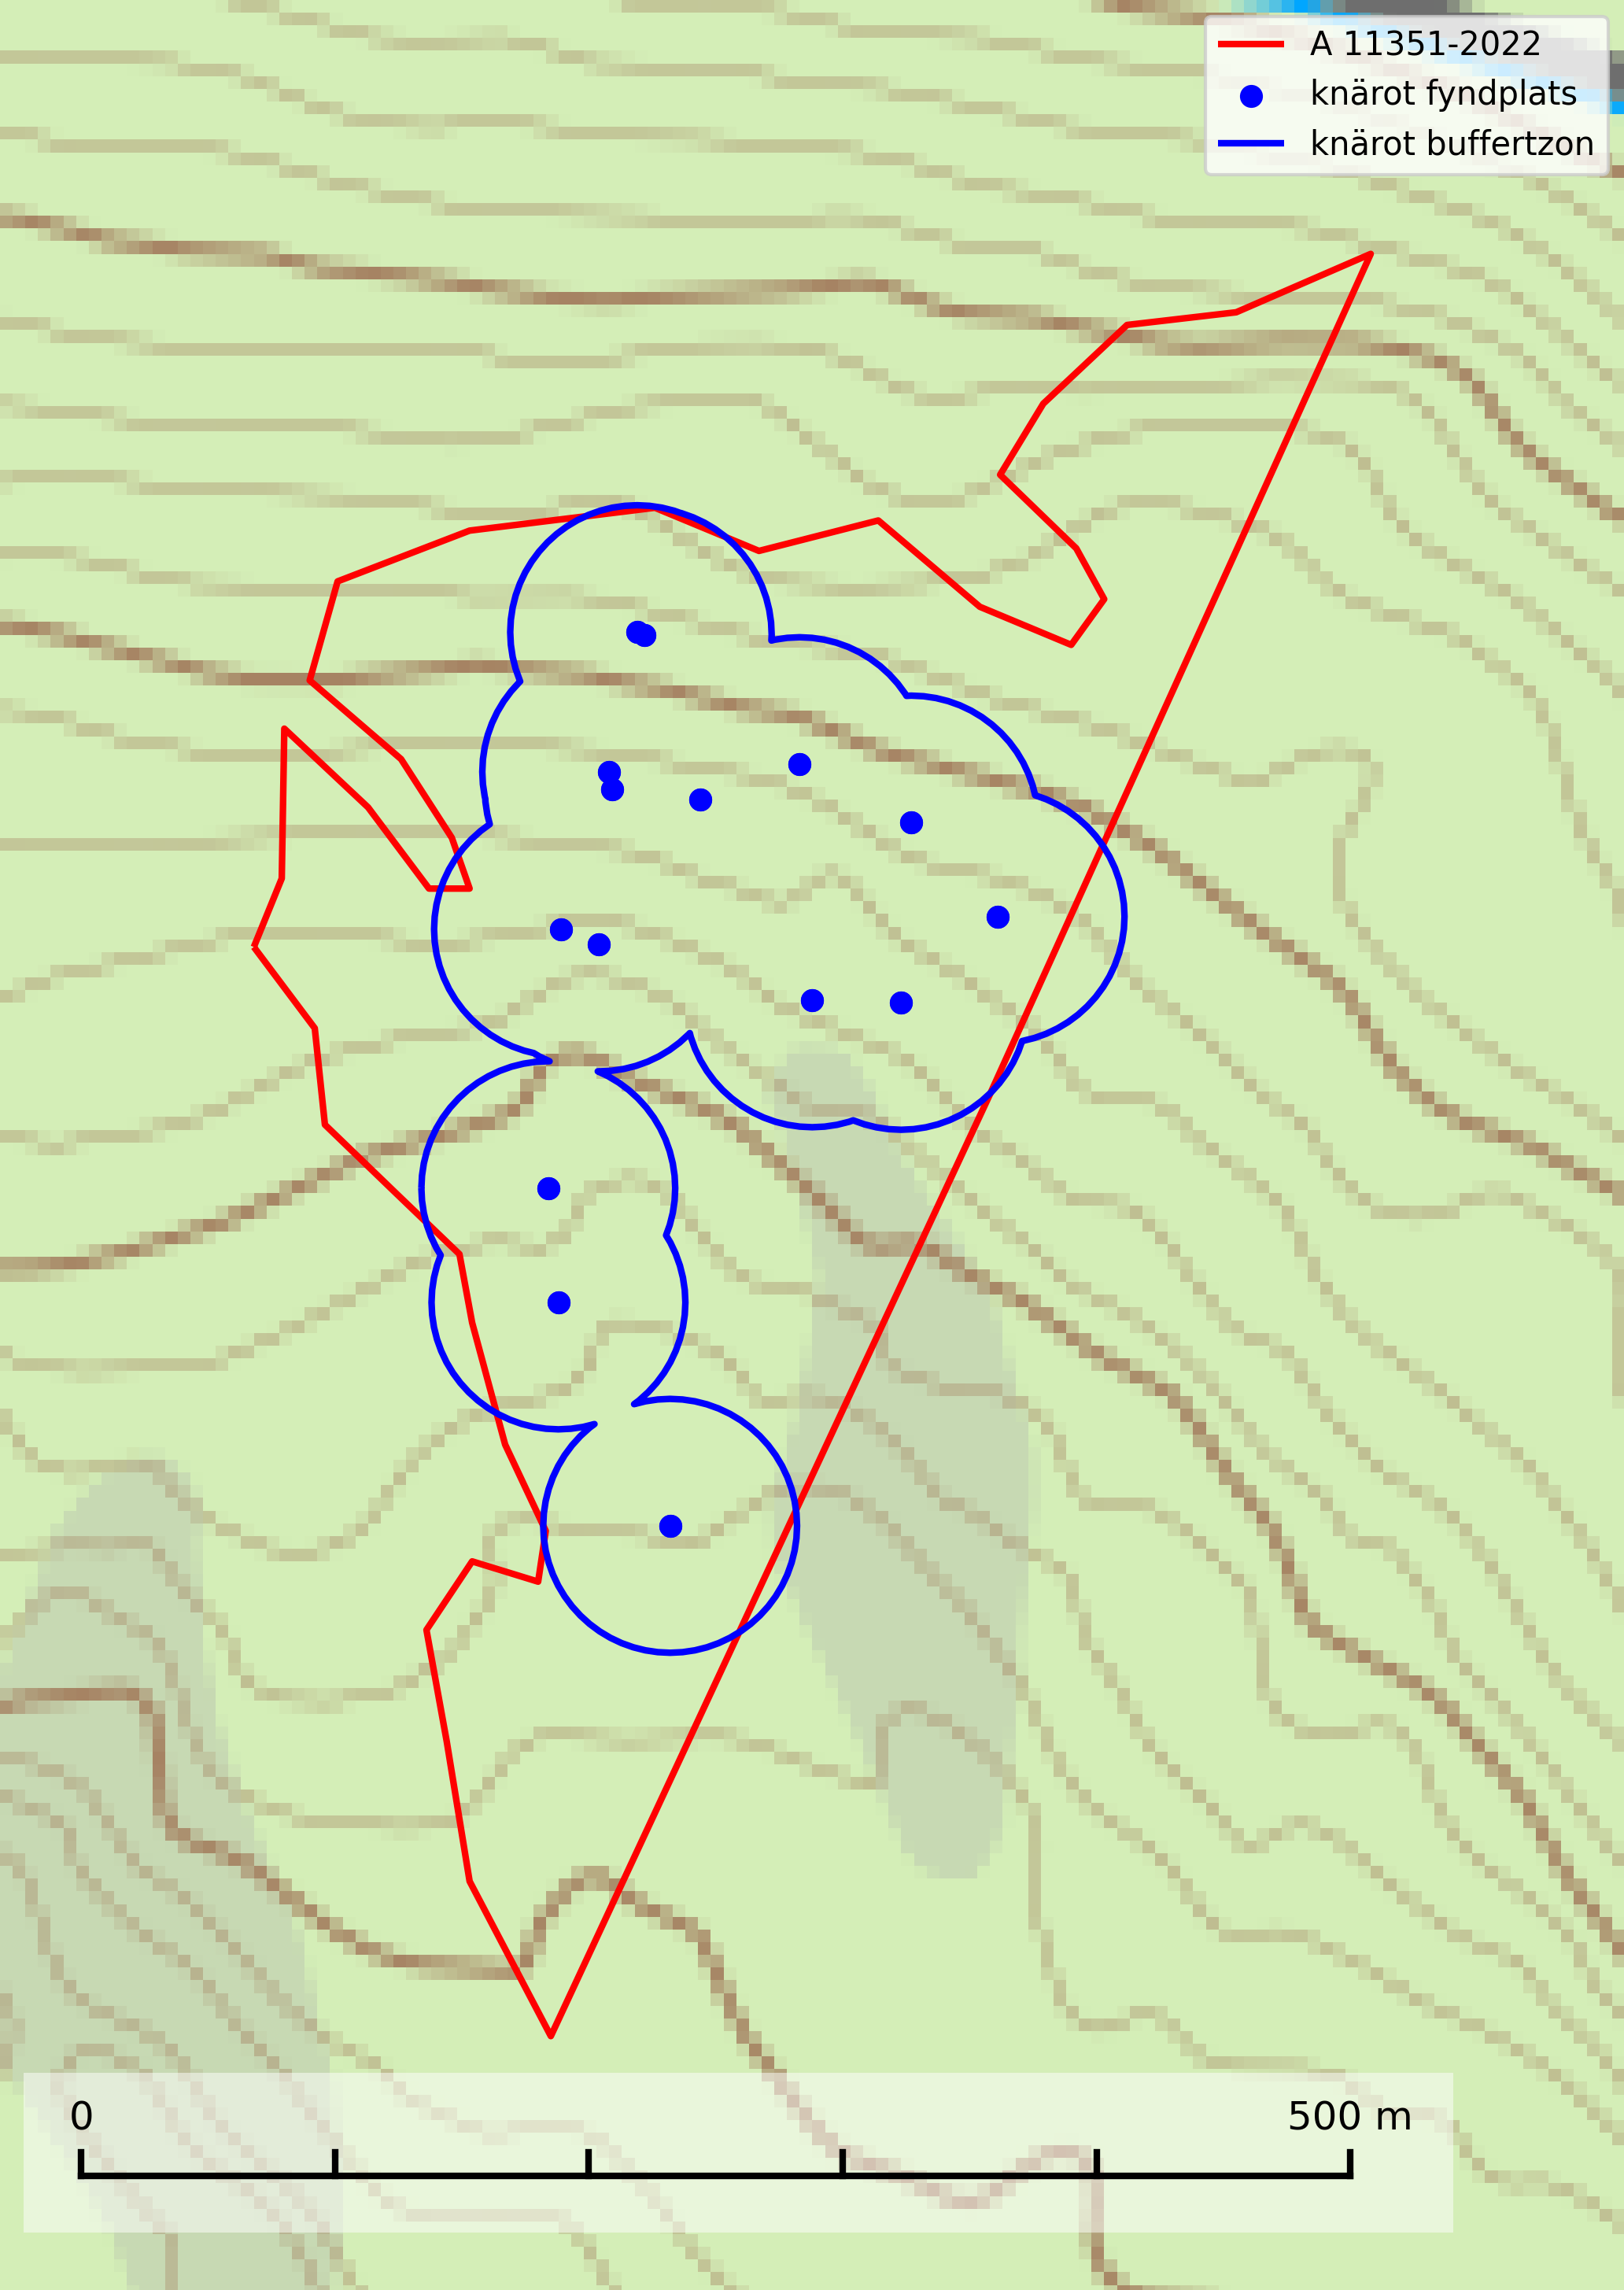 A 11351-2022
knärot fyndplats
knärot buffertzon
0
500 m